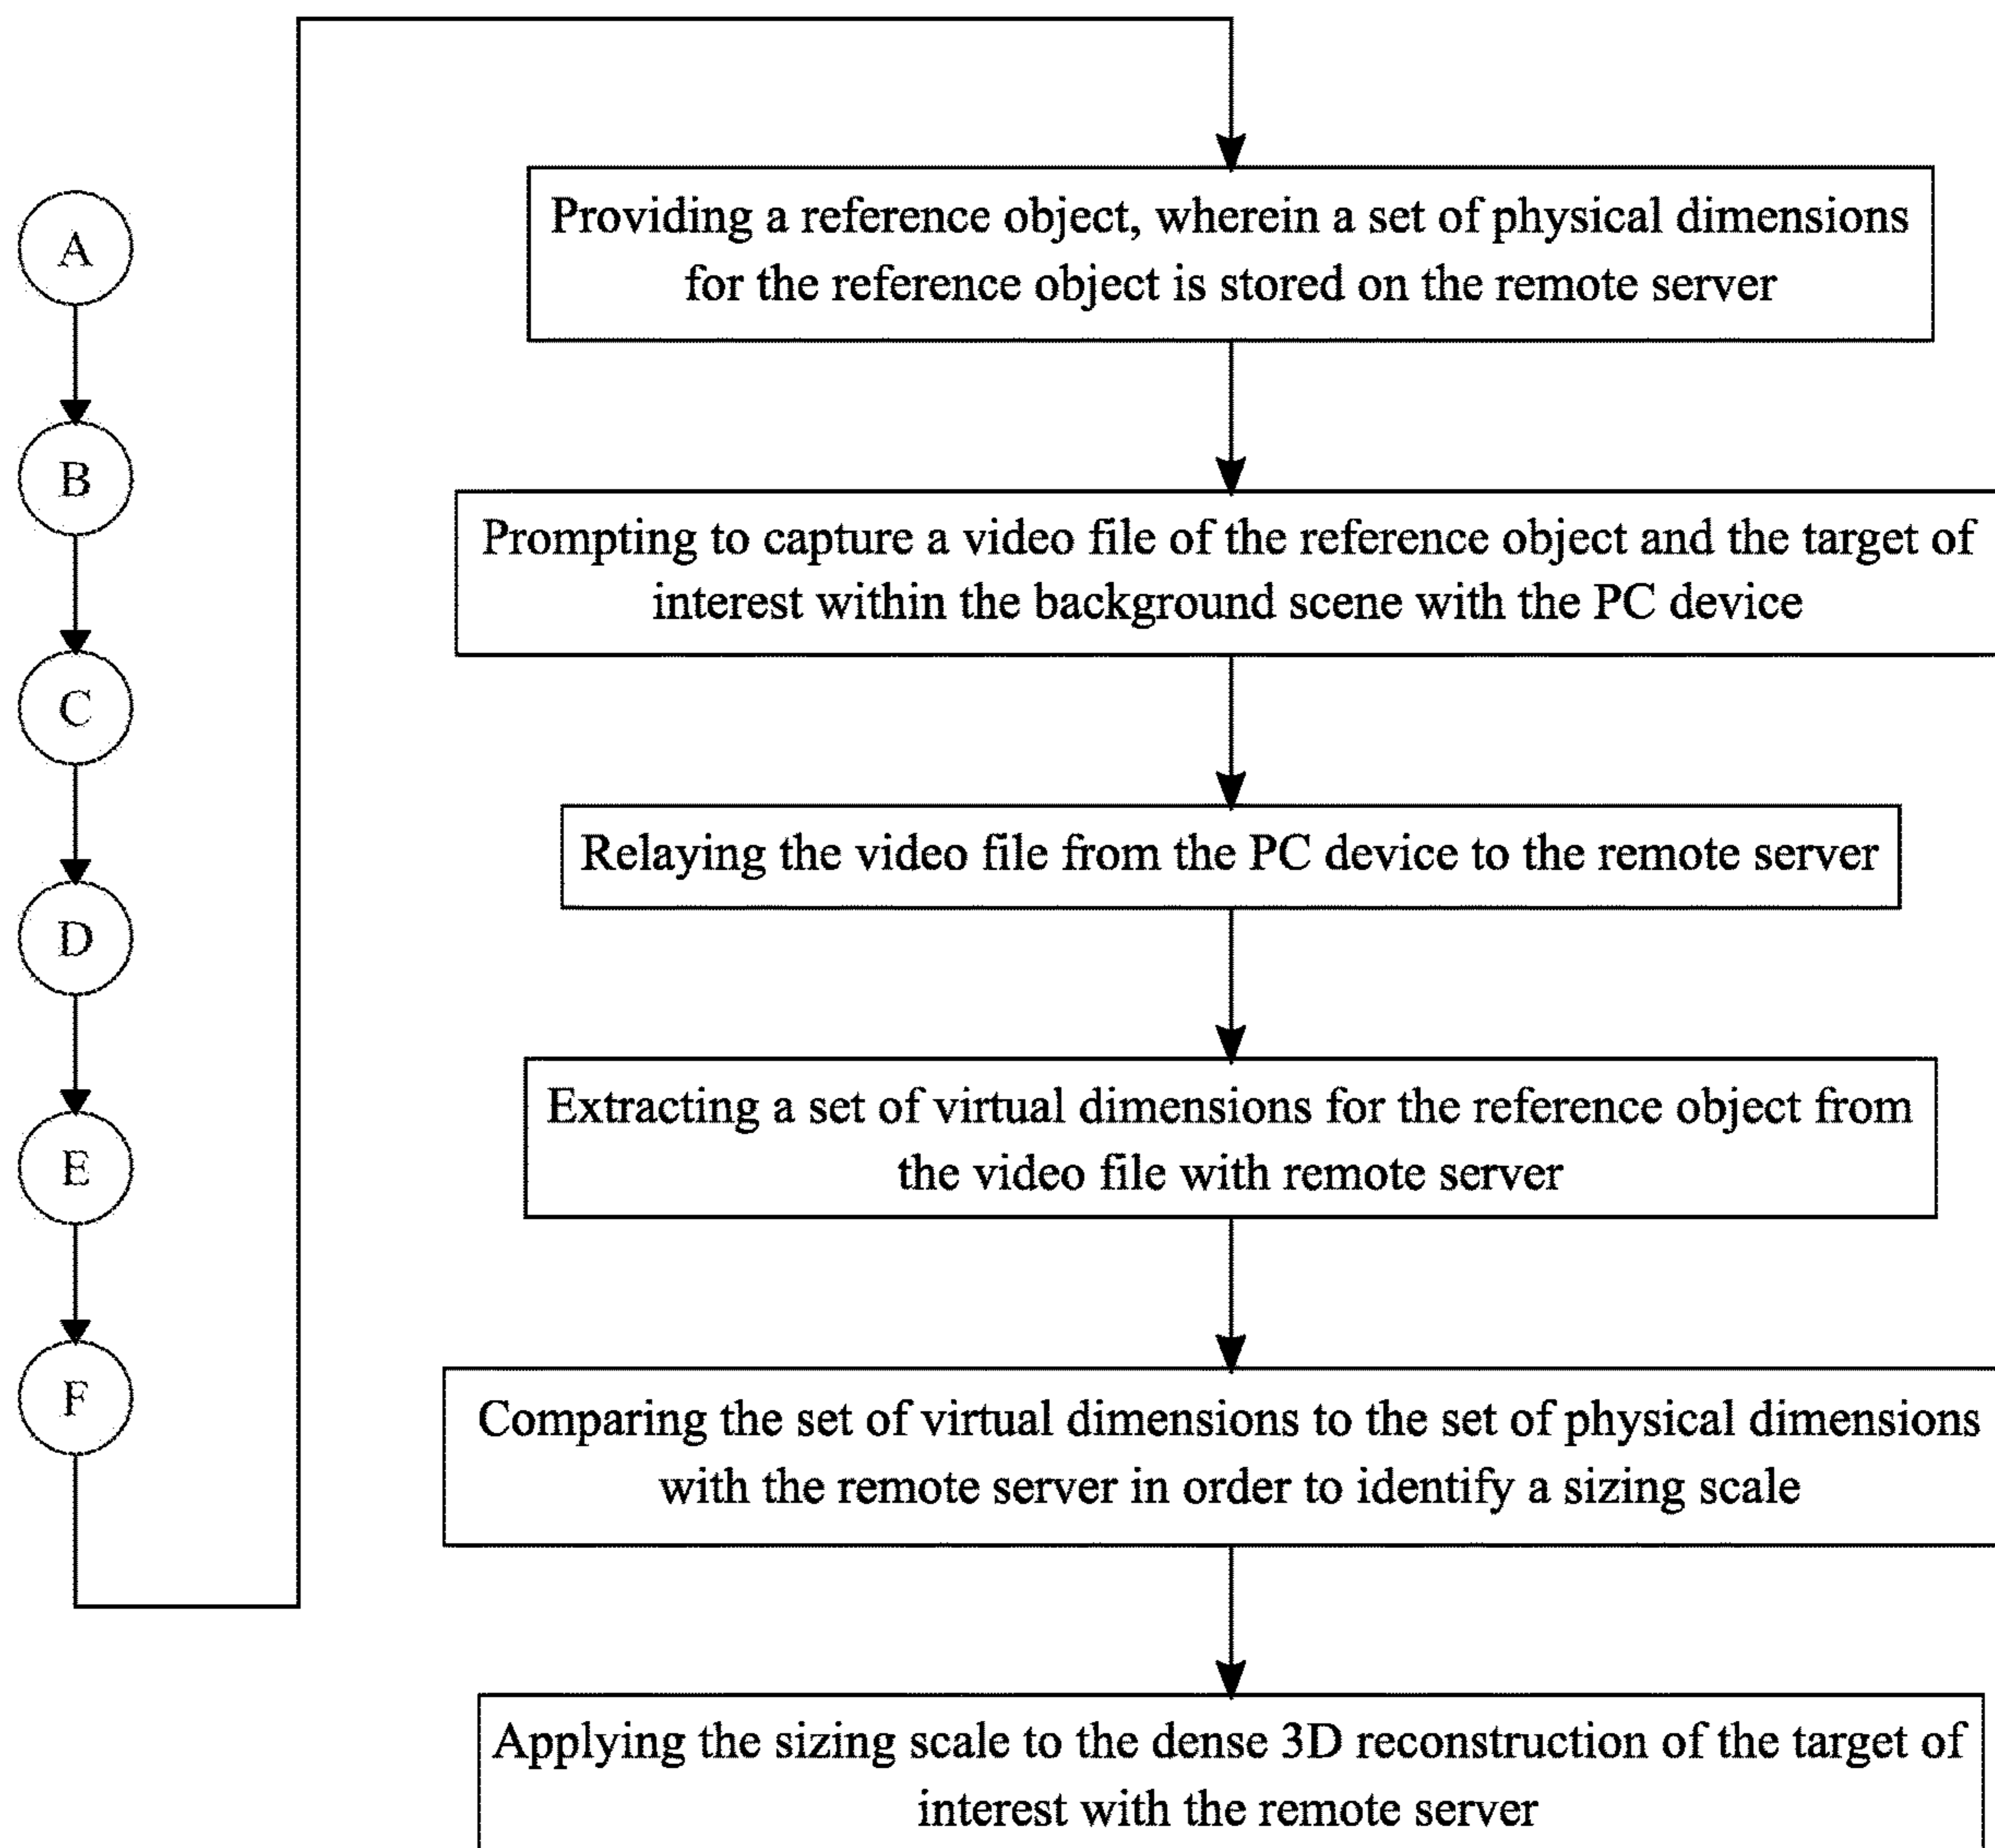 A
B
C
D
E
F
Providing a reference object, wherein a set of physical dimensions
for the reference object is stored on the remote server
Prompting to capture a video file of the reference object and the target of
interest within the background scene with the PC device
Relaying the video file from the PC device to the remote server
Extracting a set of virtual dimensions for the reference object from
the video file with remote server
Comparing the set of virtual dimensions to the set of physical dimensions
with the remote server in order to identify a sizing scale
Applying the sizing scale to the dense 3D reconstruction of the target of
interest with the remote server